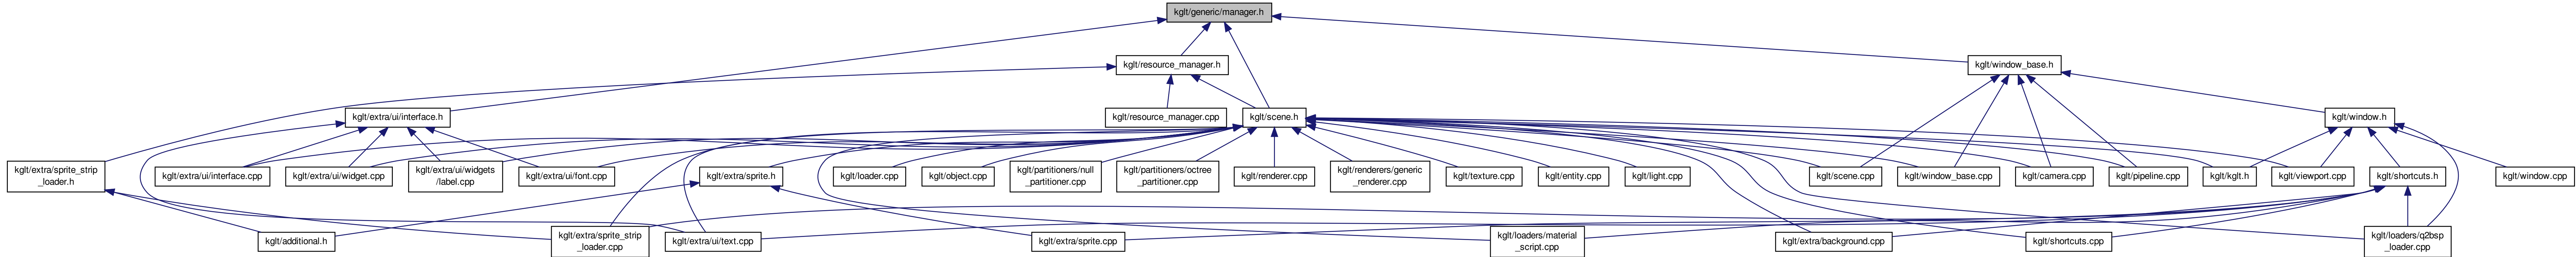 kglt/generic/manager.h
kglt/resource_manager.h
kglt/window_base.h
kglt/extra/ui/interface.h
kglt/resource_manager.cpp
kglt/scene.h
kglt/window.h
kglt/extra/sprite_strip
_loader.h
kglt/extra/ui/interface.cpp
kglt/extra/ui/widget.cpp
kglt/extra/ui/widgets
/label.cpp
kglt/extra/ui/font.cpp
kglt/extra/sprite.h
kglt/loader.cpp
kglt/object.cpp
kglt/partitioners/null
_partitioner.cpp
kglt/partitioners/octree
_partitioner.cpp
kglt/renderer.cpp
kglt/renderers/generic
_renderer.cpp
kglt/texture.cpp
kglt/entity.cpp
kglt/light.cpp
kglt/scene.cpp
kglt/window_base.cpp
kglt/camera.cpp
kglt/pipeline.cpp
kglt/kglt.h
kglt/viewport.cpp
kglt/shortcuts.h
kglt/window.cpp
kglt/additional.h
kglt/extra/sprite_strip
_loader.cpp
kglt/extra/ui/text.cpp
kglt/extra/sprite.cpp
kglt/loaders/material
_script.cpp
kglt/extra/background.cpp
kglt/shortcuts.cpp
kglt/loaders/q2bsp
_loader.cpp